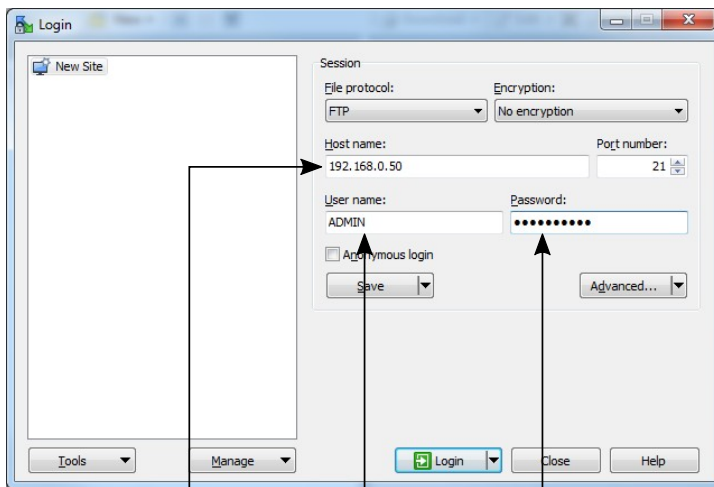 Login
New Site
Session
File protocol:
Encryption:
FTP
No encryption
Host name:
Port number:
192.168.0.50
21
User name:
Password:
ADMIN
••••••••••
Anonymous login
Save
Advanced...
Tools
Manage
Login
Close
Help